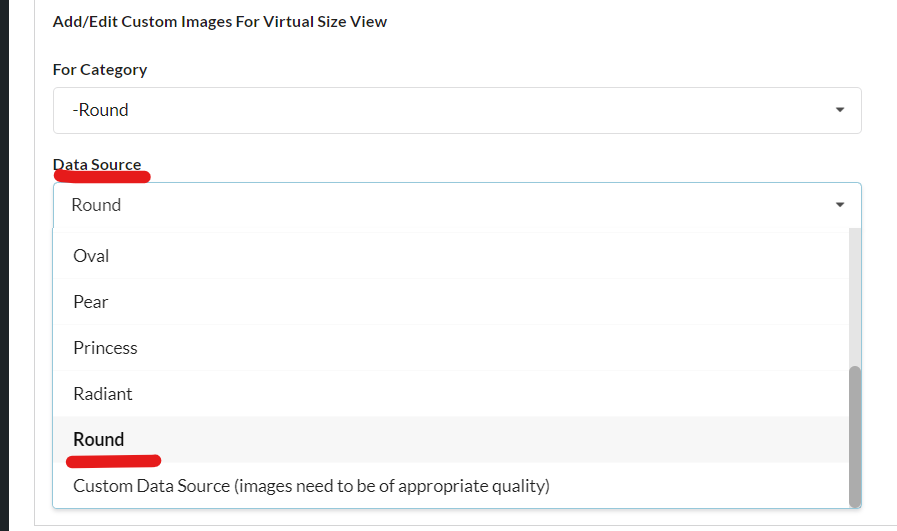 Add/Edit Custom Images For Virtual Size View
For Category
-Round
Data Source
Round
Oval
Pear
Princess
Radiant
Round
Custom Data Source (images need to be of appropriate quality)